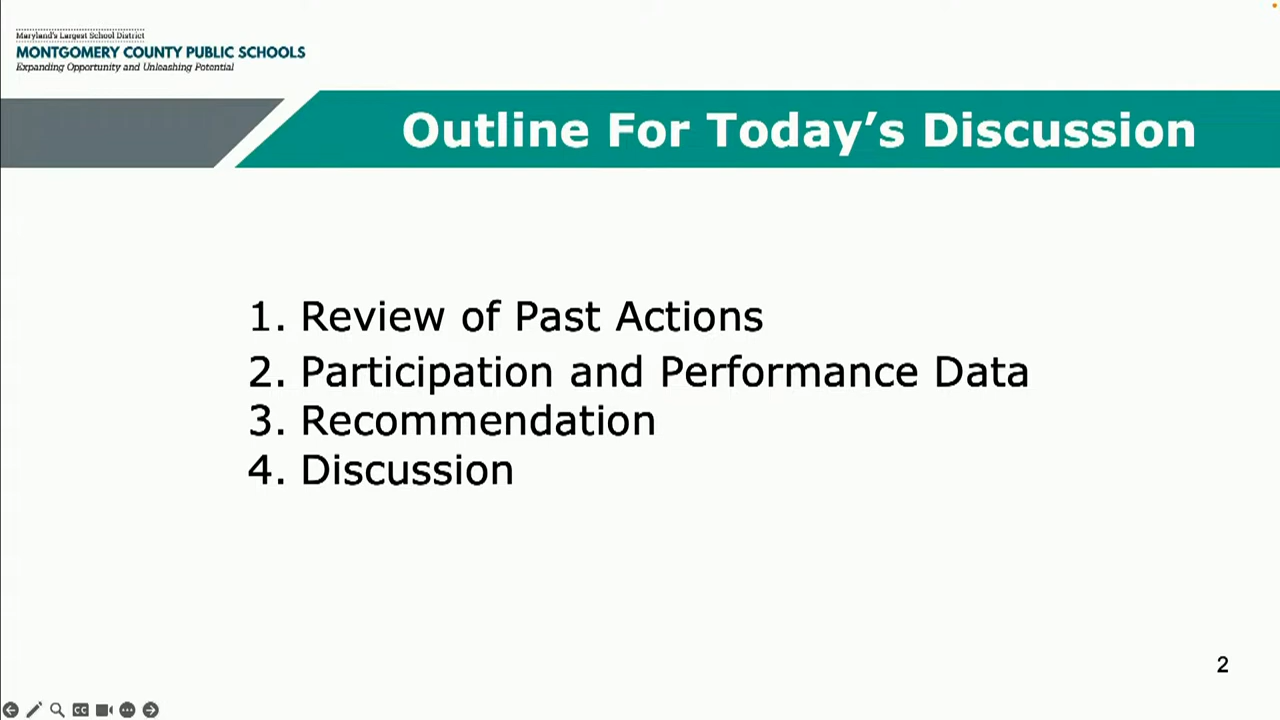 Maryland's Largest School District
MONTGOMERY COUNTY PUBLIC SCHOOLS
Expanding Opportunity and Unleashing Potential
Outline For Today’s Discussion
1. Review of Past Actions
2. Participation and Performance Data
3. Recommendation
4. Discussion
2
CC